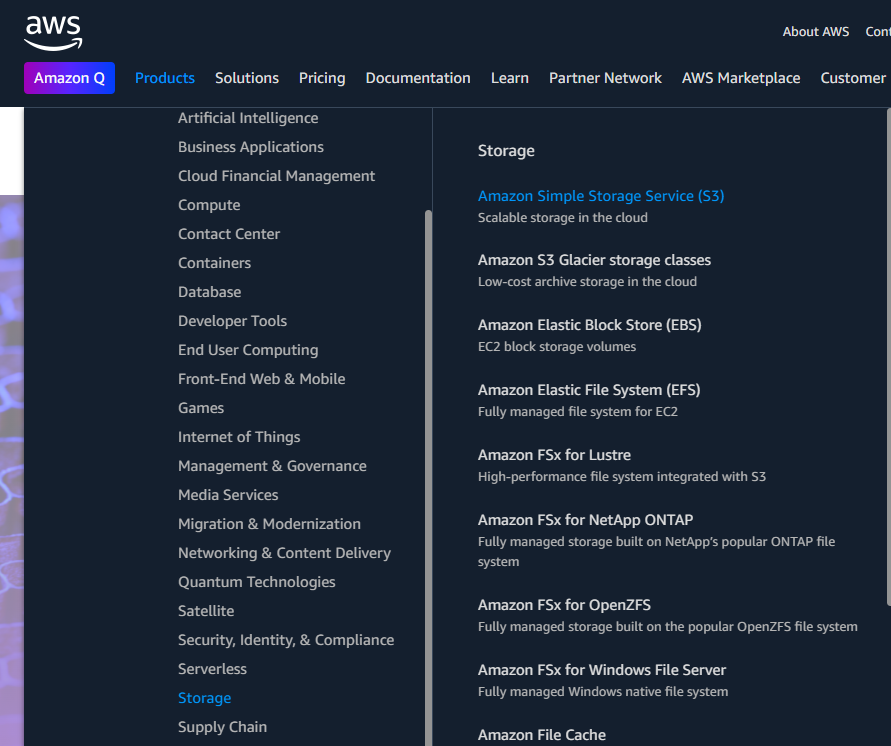 aws
About AWS
Amazon Q
Products
Solutions
Pricing
Documentation
Learn
Partner Network
AWS Marketplace
Customer
Artificial Intelligence
Business Applications
Cloud Financial Management
Compute
Contact Center
Containers
Database
Developer Tools
End User Computing
Front-End Web & Mobile
Games
Internet of Things
Management & Governance
Media Services
Migration & Modernization
Networking & Content Delivery
Quantum Technologies
Satellite
Security, Identity, & Compliance
Serverless
Storage
Supply Chain
Storage
Amazon Simple Storage Service (S3)
Scalable storage in the cloud
Amazon S3 Glacier storage classes
Low-cost archive storage in the cloud
Amazon Elastic Block Store (EBS)
EC2 block storage volumes
Amazon Elastic File System (EFS)
Fully managed file system for EC2
Amazon FSx for Lustre
High-performance file system integrated with S3
Amazon FSx for NetApp ONTAP
Fully managed storage built on NetApp's popular ONTAP file
system
Amazon FSx for OpenZFS
Fully managed storage built on the popular OpenZFS file system
Amazon FSx for Windows File Server
Fully managed Windows native file system
Amazon File Cache